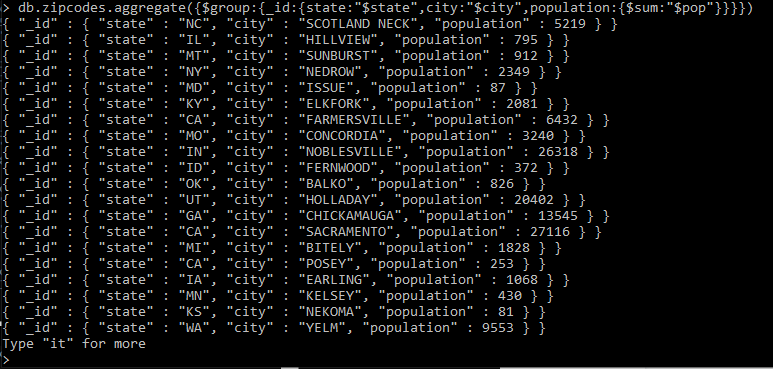 > db.zipcodes.aggregate({$group:{_id:{state:"$state",city:"$city",population:{$sum:"$pop"}}}})
{ "_id" : { "state" : "NC", "city" : "SCOTLAND NECK", "population" : 5219 } }
{ "_id" : { "state" : "IL", "city" : "HILLVIEW", "population" : 795 } }
{ "_id" : { "state" : "MT", "city" : "SUNBURST", "population" : 912 } }
{ "_id" : { "state" : "NY", "city" : "NEDROW", "population" : 2349 } }
{ "_id" : { "state" : "MD", "city" : "ISSUE", "population" : 87 } }
{ "_id" : { "state" : "KY", "city" : "ELKFORK", "population" : 2081 } }
{ "_id" : { "state" : "CA", "city" : "FARMERSVILLE", "population" : 6432 } }
{ "_id" : { "state" : "MO", "city" : "CONCORDIA", "population" : 3240 } }
{ "_id" : { "state" : "IN", "city" : "NOBLESVILLE", "population" : 26318 } }
{ "_id" : { "state" : "ID", "city" : "FERNWOOD", "population" : 372 } }
{ "_id" : { "state" : "OK", "city" : "BALKO", "population" : 826 } }
{ "_id" : { "state" : "UT", "city" : "HOLLADAY", "population" : 20402 } }
{ "_id" : { "state" : "GA", "city" : "CHICKAMAUGA", "population" : 13545 } }
{ "_id" : { "state" : "CA", "city" : "SACRAMENTO", "population" : 27116 } }
{ "_id" : { "state" : "MI", "city" : "BITELY", "population" : 1828 } }
{ "_id" : { "state" : "CA", "city" : "POSEY", "population" : 253 } }
{ "_id" : { "state" : "IA", "city" : "EARLING", "population" : 1068 } }
{ "_id" : { "state" : "MN", "city" : "KELSEY", "population" : 430 } }
{ "_id" : { "state" : "KS", "city" : "NEKOMA", "population" : 81 } }
{ "_id" : { "state" : "WA", "city" : "YELM", "population" : 9553 } }
Type "it" for more
>